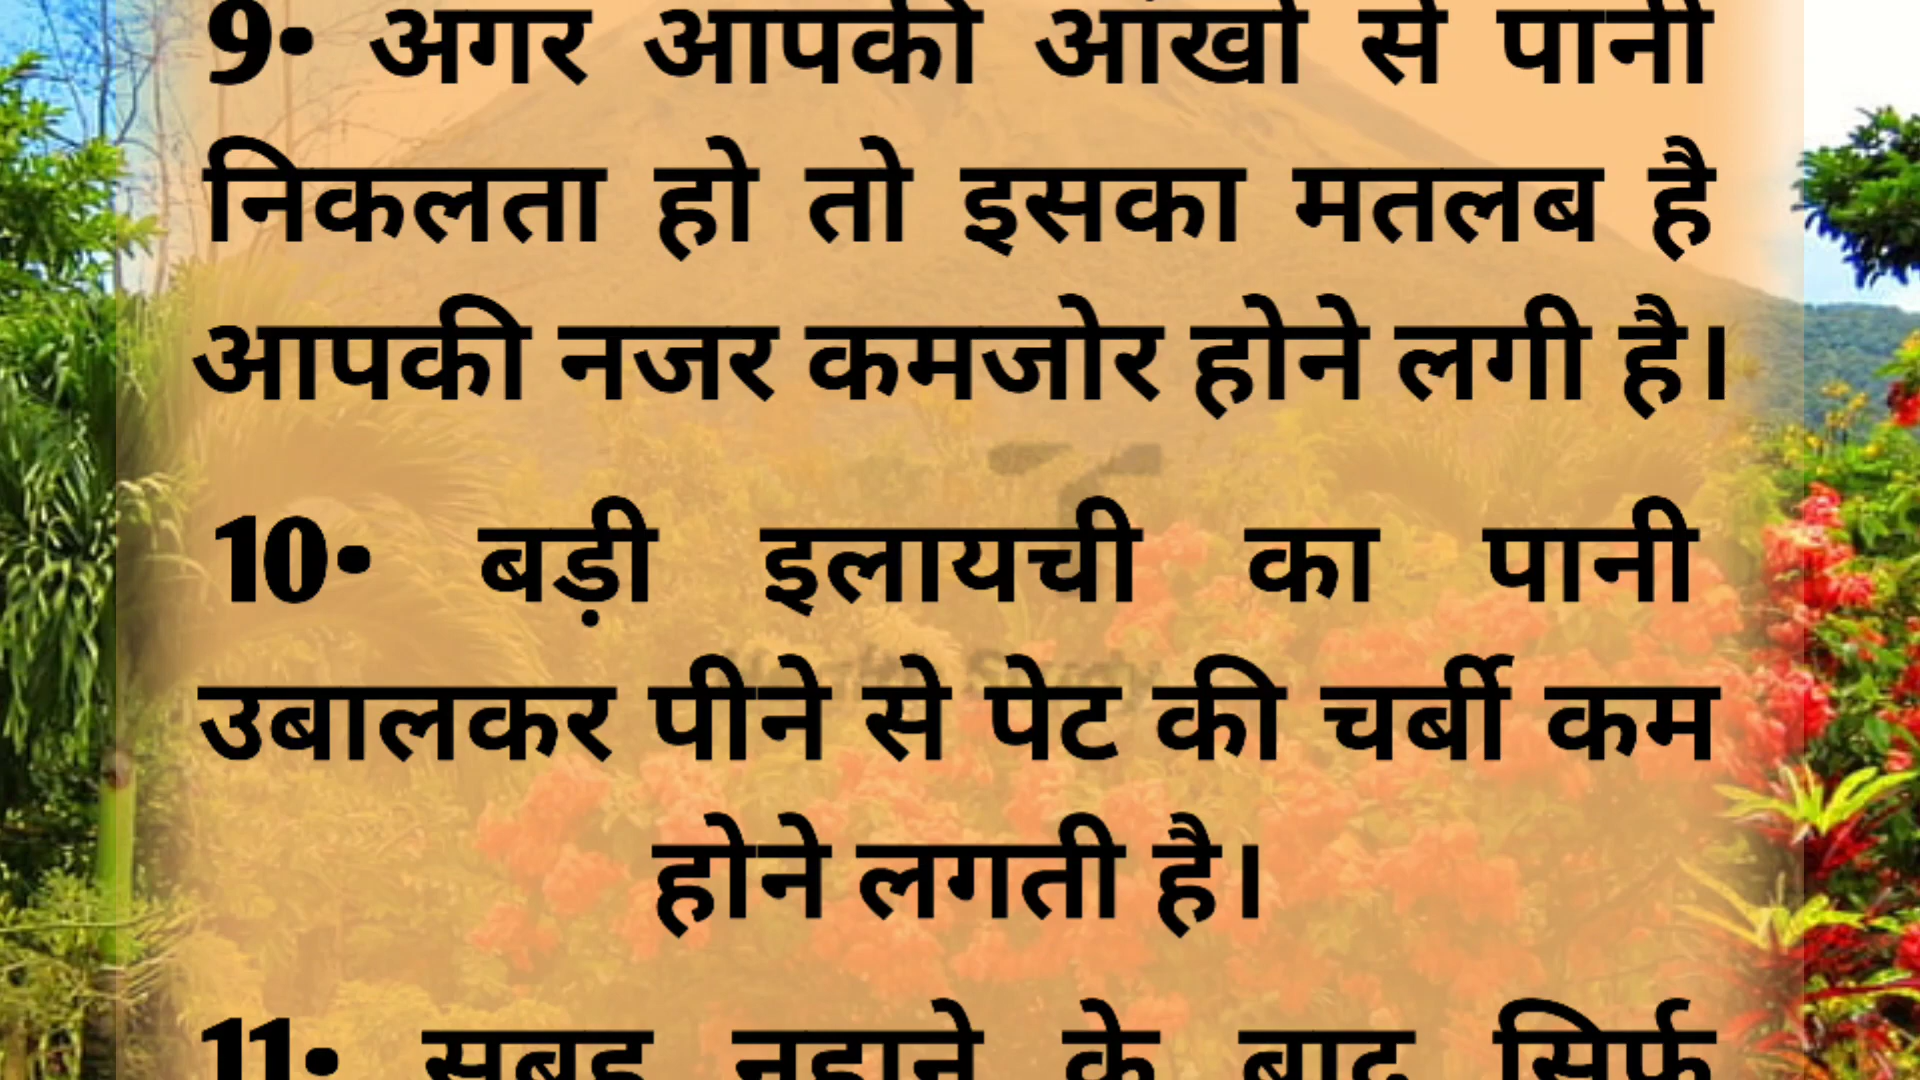 9• अगर आपकी आंखों से पानी
निकलता हो तो इसका मतलब है
आपकी नजर कमजोर होने लगी है।
10• बड़ी इलायची का पानी
उबालकर पीने से पेट की चर्बी कम
होने लगती है।
11• सुबह नहाने के बाद सिर्फ